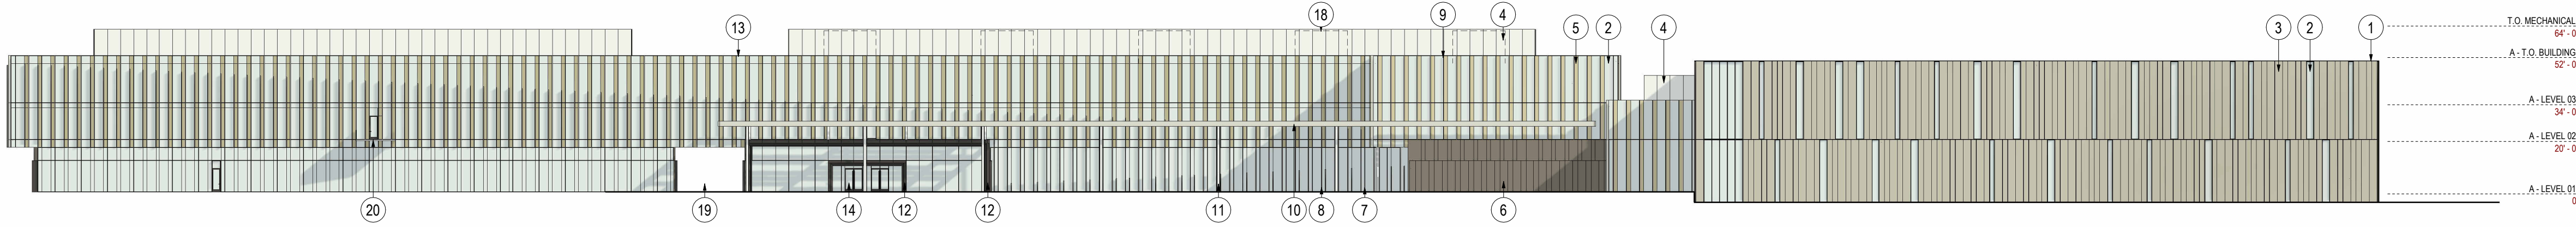 13
18
9
4
5
2
4
3
2
1
T.O. MECHANICAL
64' - 0
A - T.O. BUILDING
52' - 0
A - LEVEL 03
34' - 0
A - LEVEL 02
20' - 0
A - LEVEL 01
0
20
19
14
12
12
11
10
8
7
6